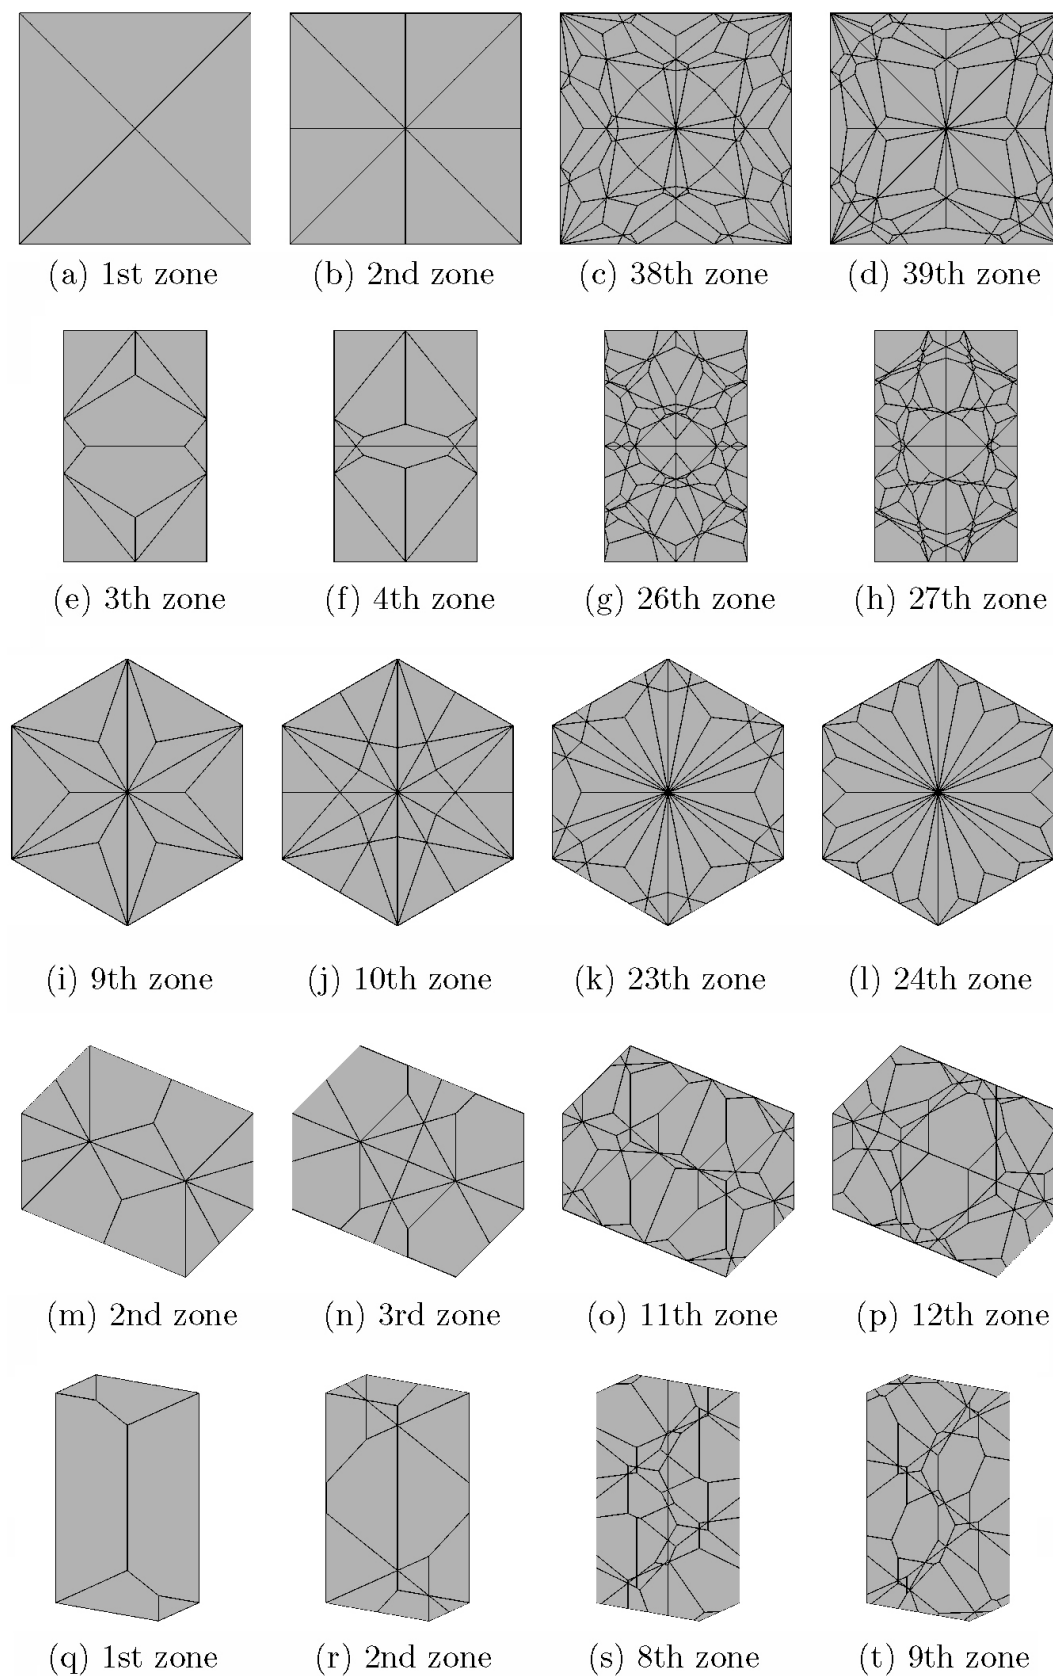 (a) 1st zone (b) 2nd zone (c) 38th zone (d) 39th zone
(e) 3th zone (f) 4th zone (g) 26th zone (h) 27th zone
(i) 9th zone (j) 10th zone (k) 23th zone (l) 24th zone
(m) 2nd zone (n) 3rd zone (o) 11th zone (p) 12th zone
(q) 1st zone (r) 2nd zone (s) 8th zone (t) 9th zone